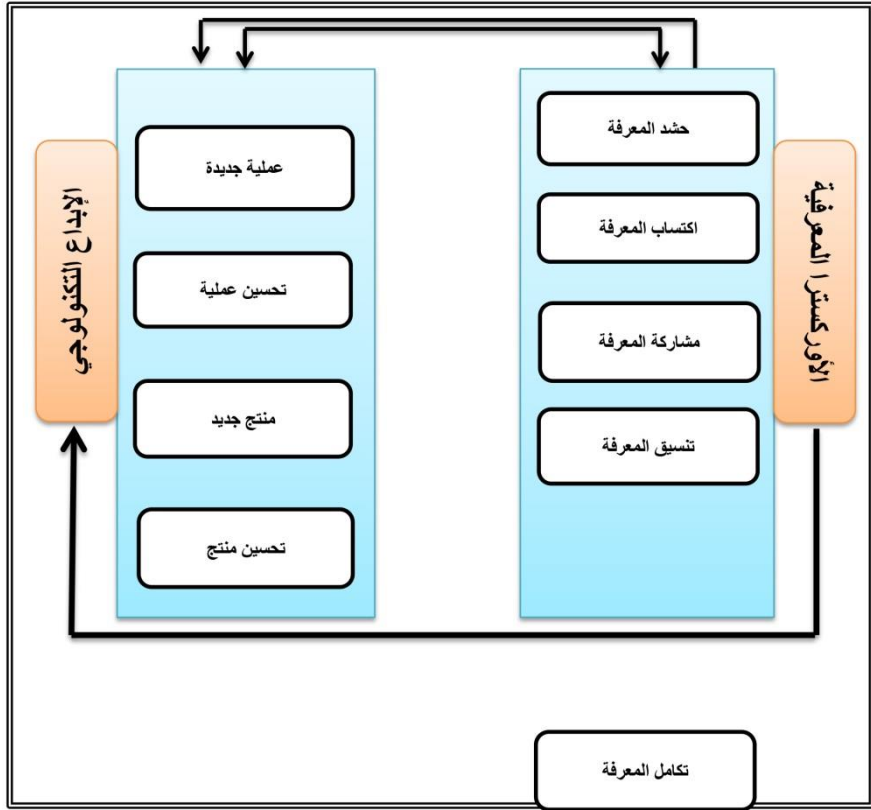 الأوركسترا المعرفية
حشد المعرفة
اكتساب المعرفة
مشاركة المعرفة
تنسيق المعرفة
تكامل المعرفة
الإبداع التكنولوجي
عملية جديدة
تحسين عملية
منتج جديد
تحسين منتج